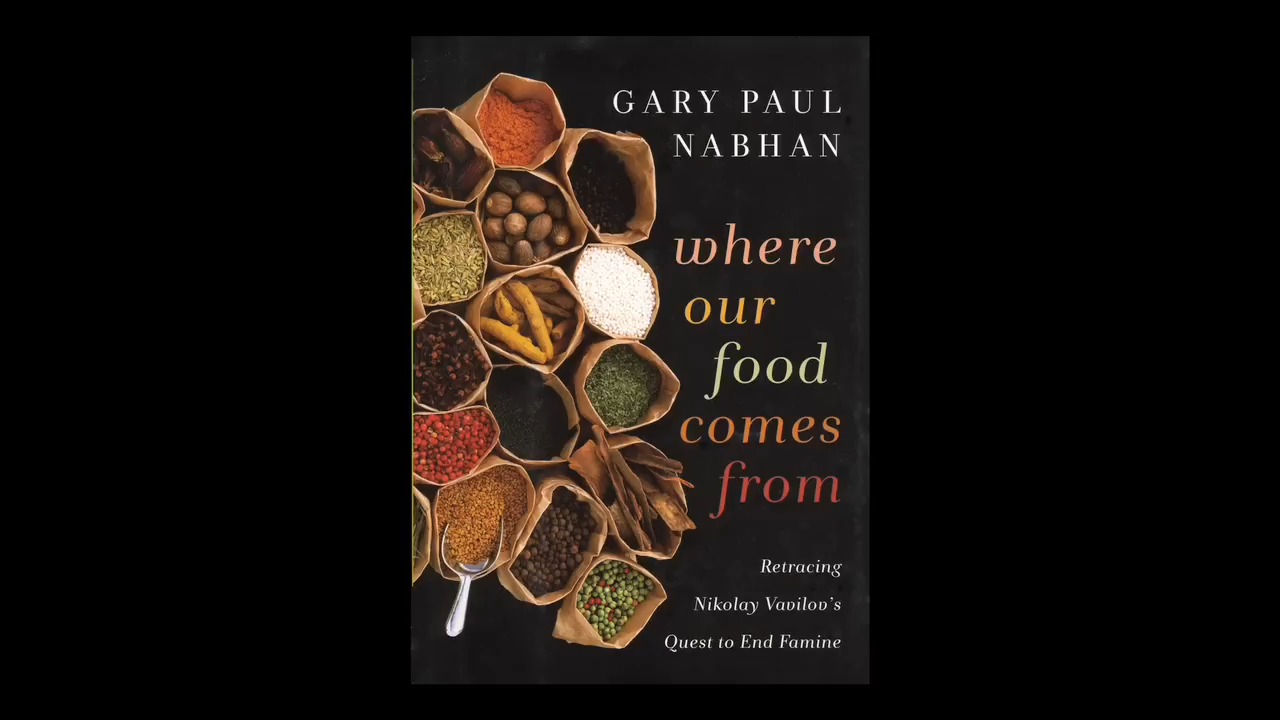 GARY PAUL
NABHAN
where
our
food
comes
from
Retracing
Nikolay Vavilov's
Quest to End Famine